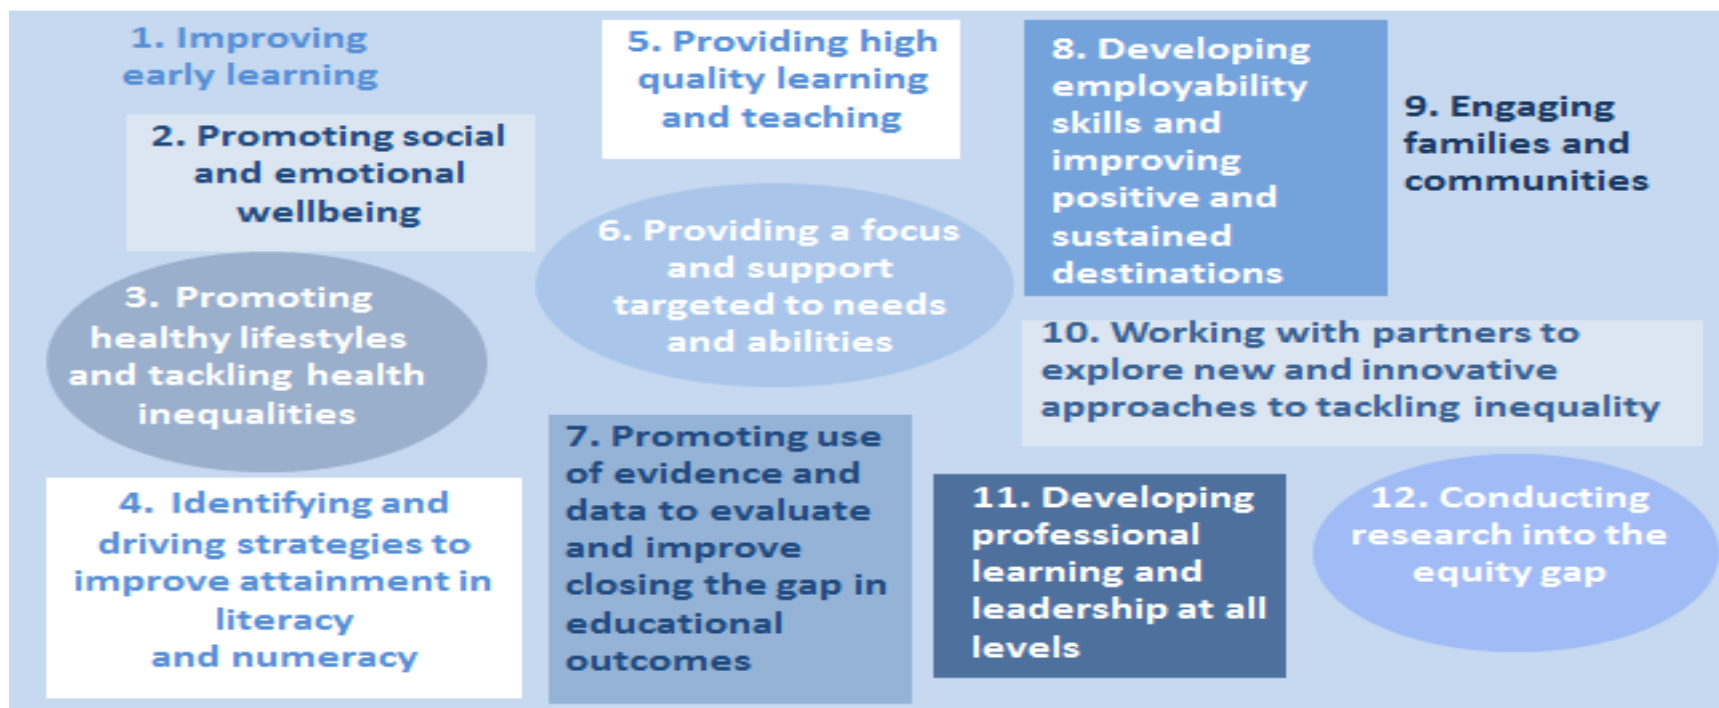 1. Improving
early learning
2. Promoting social
and emotional
wellbeing
3. Promoting
healthy lifestyles
and tackling health
inequalities
4. Identifying and
driving strategies to
improve attainment in
literacy
and numeracy
5. Providing high
quality learning
and teaching
6. Providing a focus
and support
targeted to needs
and abilities
7. Promoting use
of evidence and
data to evaluate
and improve
closing the gap in
educational
outcomes
8. Developing
employability
skills and
improving
positive and
sustained
destinations
9. Engaging
families and
communities
10. Working with partners to
explore new and innovative
approaches to tackling inequality
11. Developing
professional
learning and
leadership at all
levels
12. Conducting
research into the
equity gap